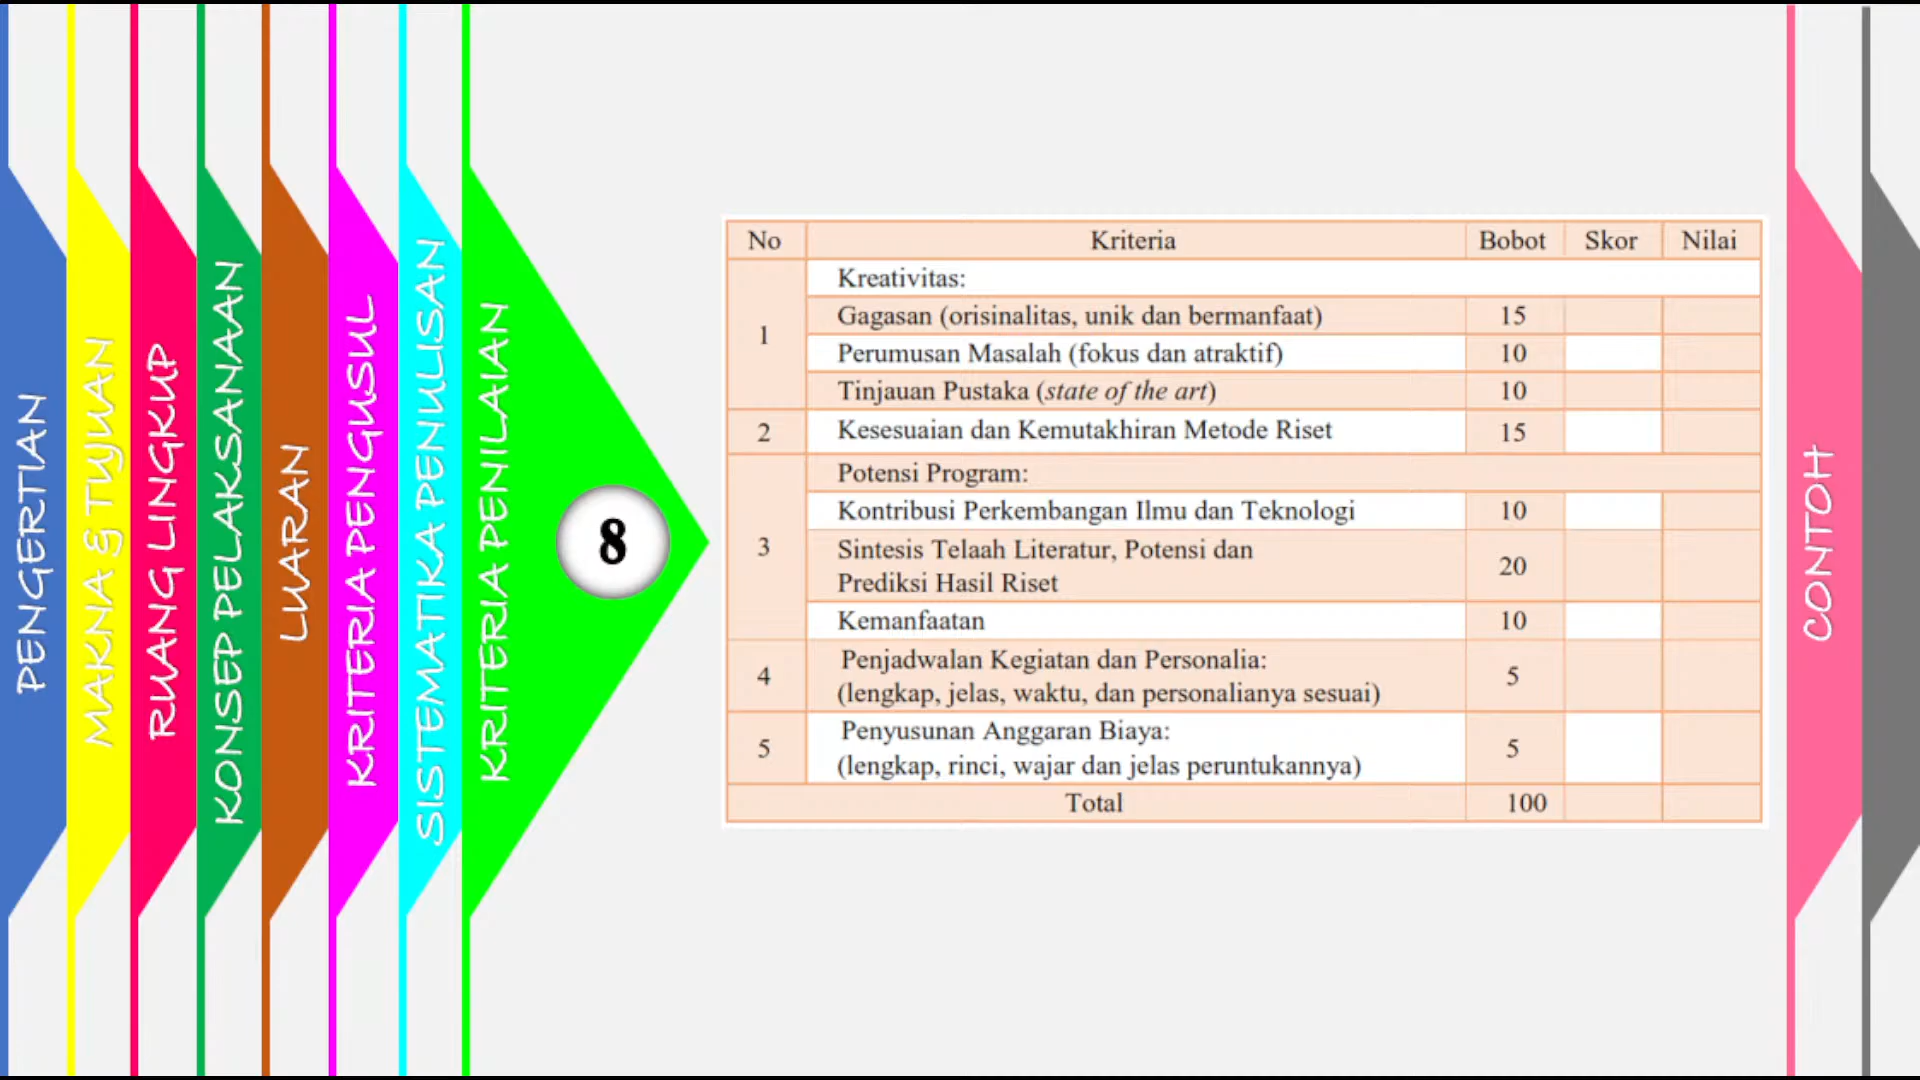 PENGERTIAN
MAKNA & TUJUAN
RUANG LINGKUP
KONSEP PELAKSANAAN
LUARAN
KRITERIA PENGUSUL
SISTEMATIKA PENULISAN
KRITERIA PENILAIAN
8
No Kriteria Bobot Skor Nilai
1
Kreativitas:
Gagasan (orisinalitas, unik dan bermanfaat) 15
Perumusan Masalah (fokus dan atraktif) 10
Tinjauan Pustaka (state of the art) 10
2 Kesesuaian dan Kemutakhiran Metode Riset 15
3
Potensi Program:
Kontribusi Perkembangan Ilmu dan Teknologi 10
Sintesis Telaah Literatur, Potensi dan
Prediksi Hasil Riset 20
Kemanfaatan 10
4 Penjadwalan Kegiatan dan Personalia:
(lengkap, jelas, waktu, dan personalianya sesuai) 5
5 Penyusunan Anggaran Biaya:
(lengkap, rinci, wajar dan jelas peruntukannya) 5
Total 100
CONTOH